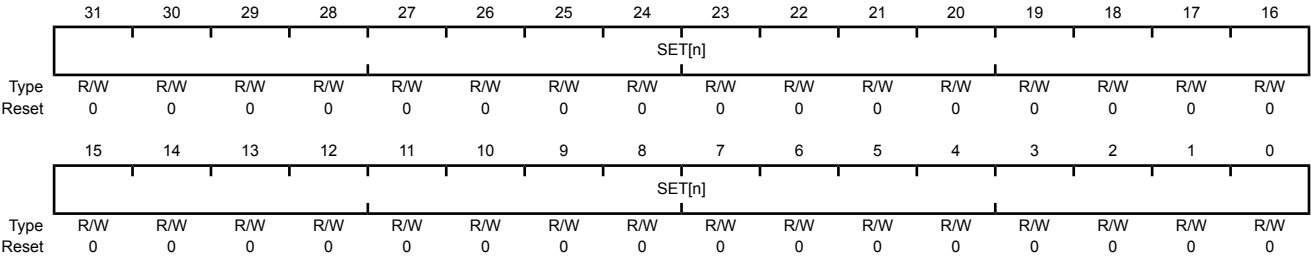 31 30 29 28 27 26 25 24 23 22 21 20 19 18 17 16
SET[n]
Type R/W R/W R/W R/W R/W R/W R/W R/W R/W R/W R/W R/W R/W R/W R/W R/W
Reset 0 0 0 0 0 0 0 0 0 0 0 0 0 0 0 0
15 14 13 12 11 10 9 8 7 6 5 4 3 2 1 0
SET[n]
Type R/W R/W R/W R/W R/W R/W R/W R/W R/W R/W R/W R/W R/W R/W R/W R/W
Reset 0 0 0 0 0 0 0 0 0 0 0 0 0 0 0 0